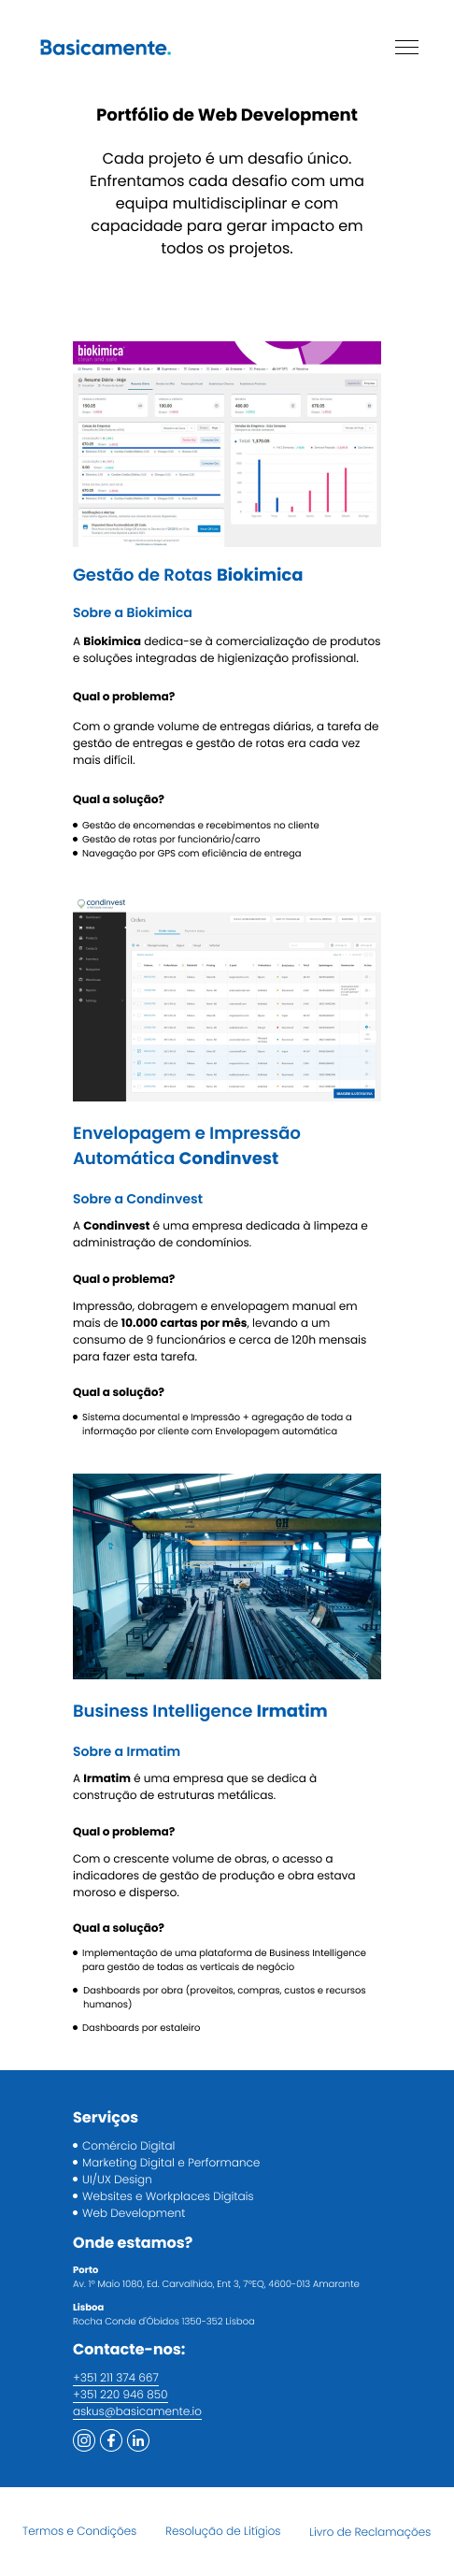 Basicamente.
Portfólio de Web Development
Cada projeto é um desafio único.
Enfrentamos cada desafio com uma
equipa multidisciplinar e com
capacidade para gerar impacto em
todos os projetos.
biokimica
clean and safe
Resumo Diário - Hoje
Gestão de Rotas Biokimica
Sobre a Biokimica
A Biokimica dedica-se à comercialização de produtos
e soluções integradas de higienização profissional.
Qual o problema?
Com o grande volume de entregas diárias, a tarefa de
gestão de entregas e gestão de rotas era cada vez
mais difícil.
Qual a solução?
Gestão de encomendas e recebimentos no cliente
Gestão de rotas por funcionário/carro
Navegação por GPS com eficiência de entrega
condinvest
Orders
IMAGEM ILUSTRATIVA
Envelopagem e Impressão
Automática Condinvest
Sobre a Condinvest
A Condinvest é uma empresa dedicada à limpeza e
administração de condomínios.
Qual o problema?
Impressão, dobragem e envelopagem manual em
mais de 10.000 cartas por mês, levando a um
consumo de 9 funcionários e cerca de 120h mensais
para fazer esta tarefa.
Qual a solução?
Sistema documental e Impressão + agregação de toda a
informação por cliente com Envelopagem automática
GH
Business Intelligence Irmatim
Sobre a Irmatim
A Irmatim é uma empresa que se dedica à
construção de estruturas metálicas.
Qual o problema?
Com o crescente volume de obras, o acesso a
indicadores de gestão de produção e obra estava
moroso e disperso.
Qual a solução?
Implementação de uma plataforma de Business Intelligence
para gestão de todas as verticais de negócio
Dashboards por obra (proveitos, compras, custos e recursos
humanos)
Dashboards por estaleiro
Serviços
Comércio Digital
Marketing Digital e Performance
UI/UX Design
Websites e Workplaces Digitais
Web Development
Onde estamos?
Porto
Av. 1º Maio 1080, Ed. Carvalhido, Ent 3, 7ºEQ, 4600-013 Amarante
Lisboa
Rocha Conde d'Óbidos 1350-352 Lisboa
Contacte-nos:
+351 211 374 667
+351 220 946 850
askus@basicamente.io
Termos e Condições Resolução de Litígios Livro de Reclamações